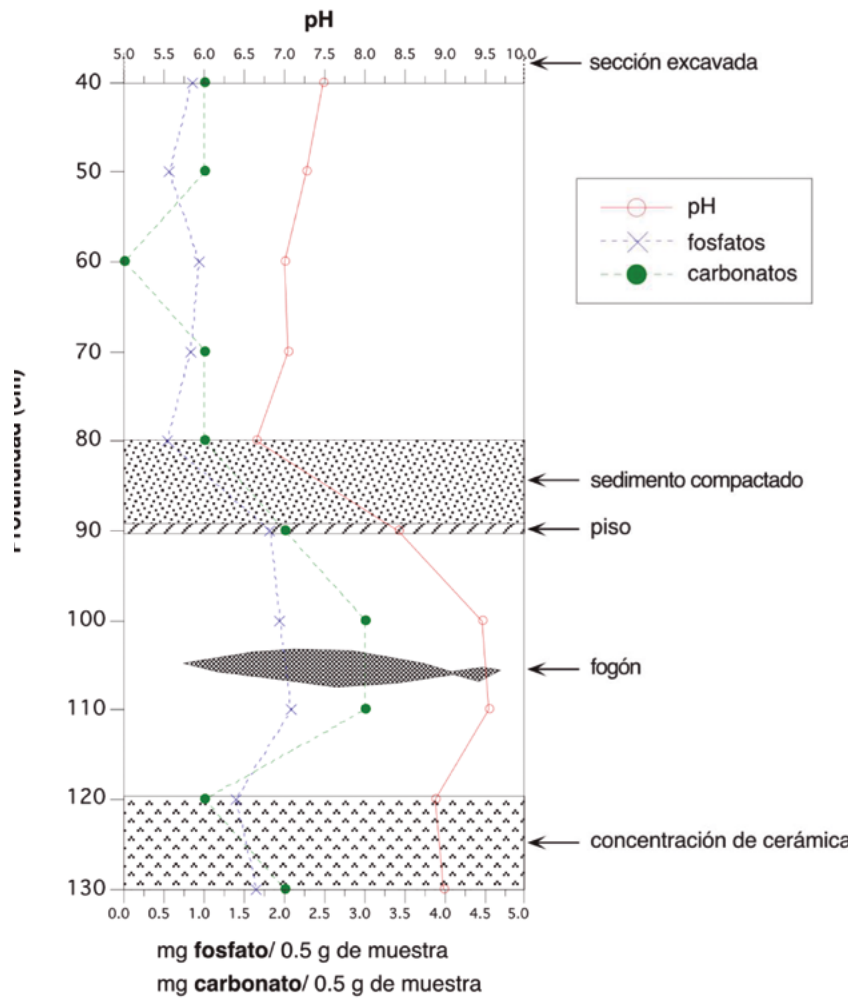 pH
5.0 5.5 6.0 6.5 7.0 7.5 8.0 8.5 9.0 9.5 10.0
sección excavada
40
50
pH
fosfatos
carbonatos
60
70
(cm)
80
sedimento compactado
90
piso
100
fogón
110
120
concentración de cerámica
130
0.0 0.5 1.0 1.5 2.0 2.5 3.0 3.5 4.0 4.5 5.0
mg fosfato/ 0.5 g de muestra
mg carbonato/ 0.5 g de muestra